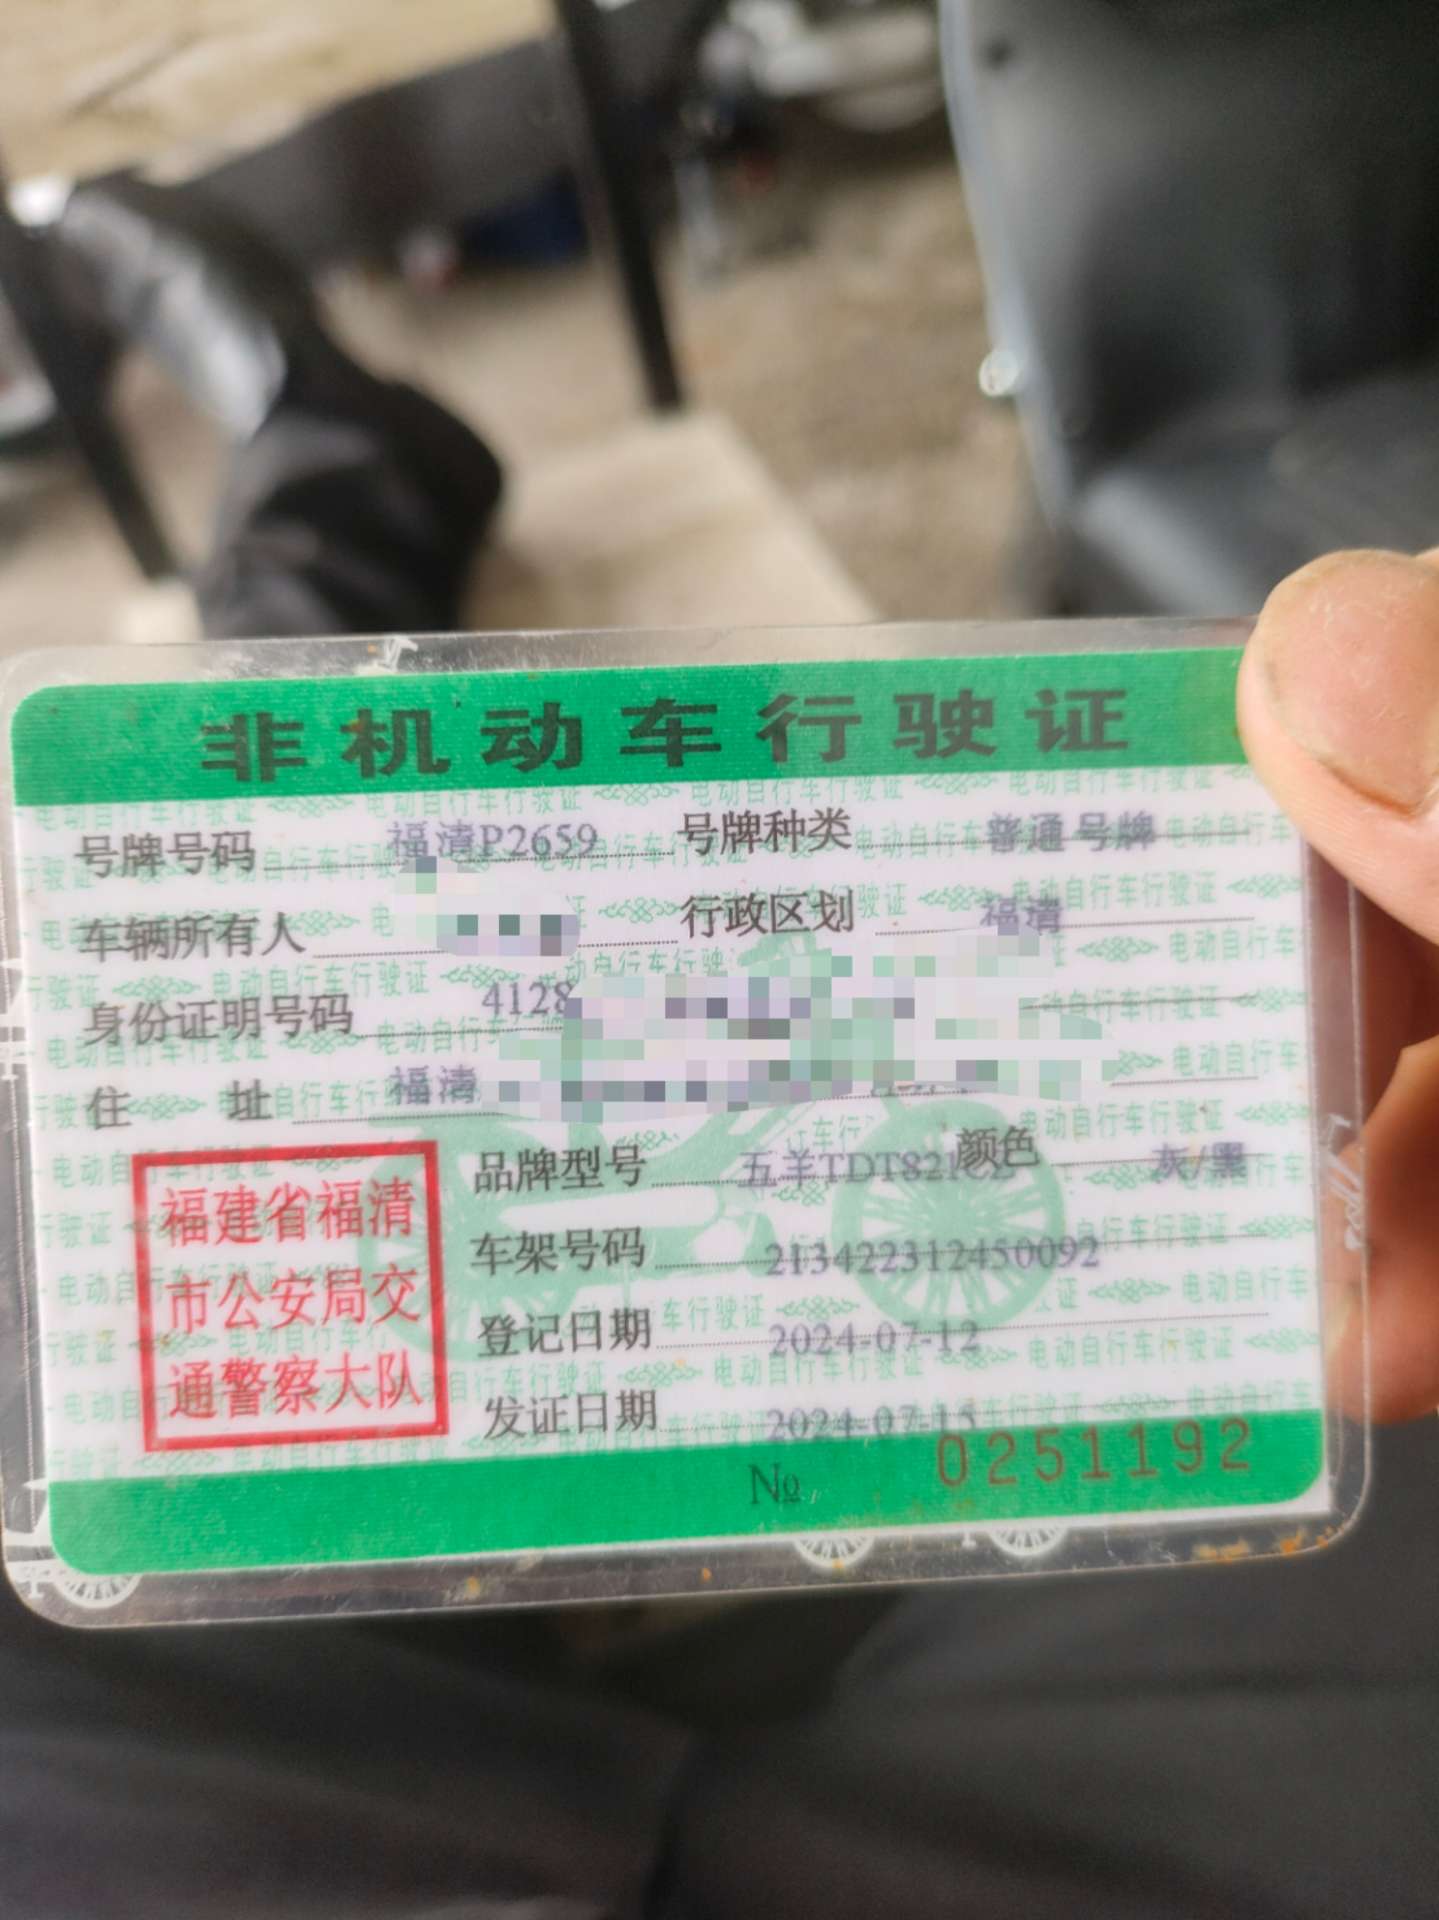 非机动车行驶证
号牌号码 福清P2659 号牌种类 普通号牌
车辆所有人 行政区划 福清
身份证明号码 4128
住 址 福清
品牌型号 五羊TDT821 颜色 灰/黑
车架号码 213422312450092
登记日期 2024-07-12
发证日期 2024-07-15
福建省福清
市公安局交
通警察大队
№ 0251192